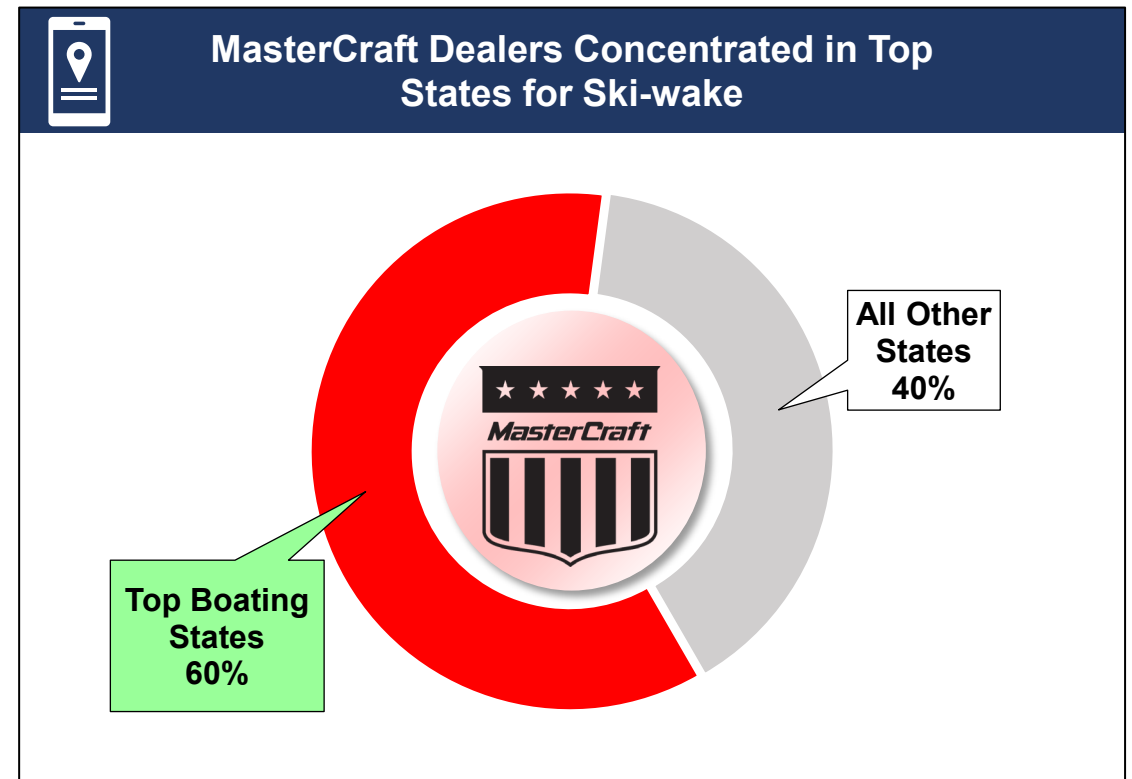 MasterCraft Dealers Concentrated in Top
States for Ski-wake
All Other
States
40%
MasterCraft
Top Boating
States
60%